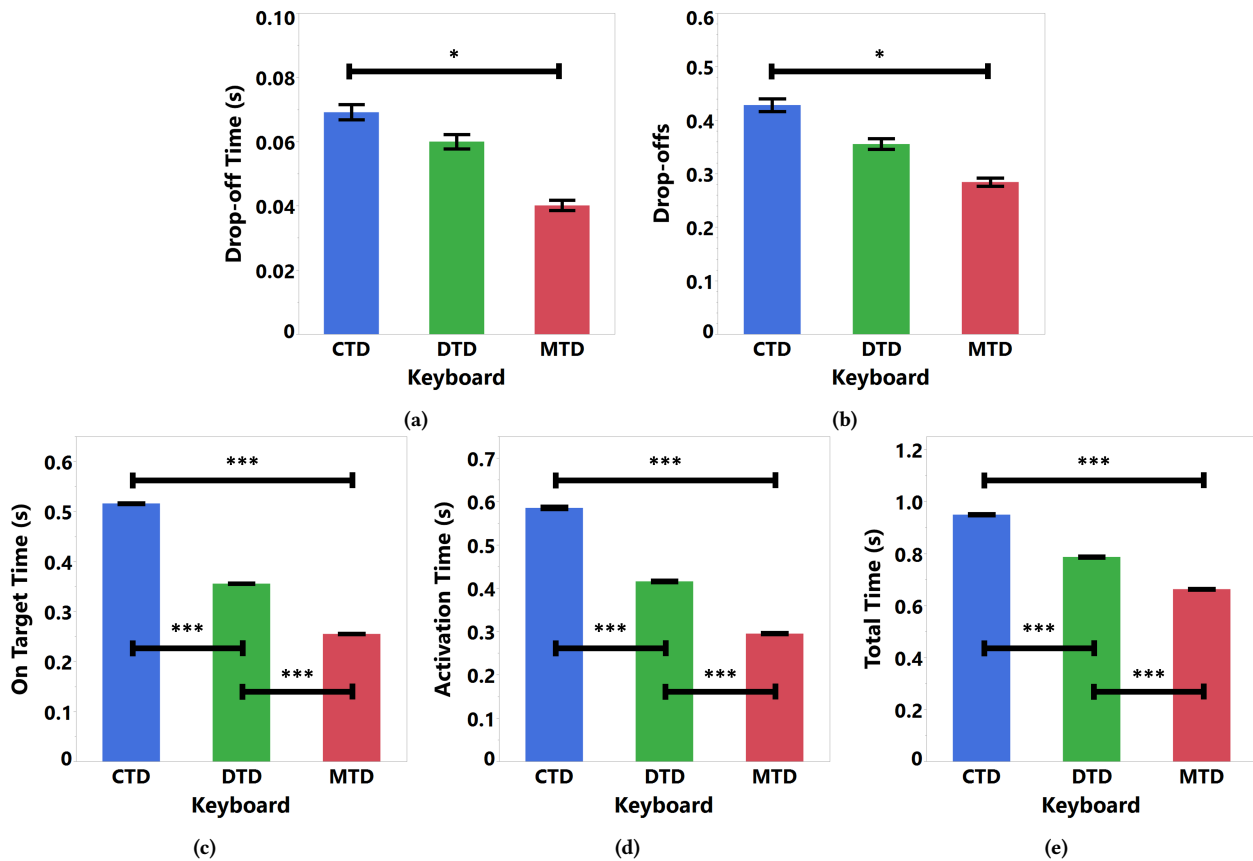 Drop-off Time (s)
0.10
0.08
0.06
0.04
0.02
0
*
CTD DTD MTD
Keyboard
(a)
Drop-offs
0.6
0.5
0.4
0.3
0.2
0.1
0
*
CTD DTD MTD
Keyboard
(b)
On Target Time (s)
0.6
0.5
0.4
0.3
0.2
0.1
0
***
***
***
CTD DTD MTD
Keyboard
(c)
Activation Time (s)
0.7
0.6
0.5
0.4
0.3
0.2
0.1
0
***
***
***
CTD DTD MTD
Keyboard
(d)
Total Time (s)
1.2
1.0
0.8
0.6
0.4
0.2
0
***
***
***
CTD DTD MTD
Keyboard
(e)